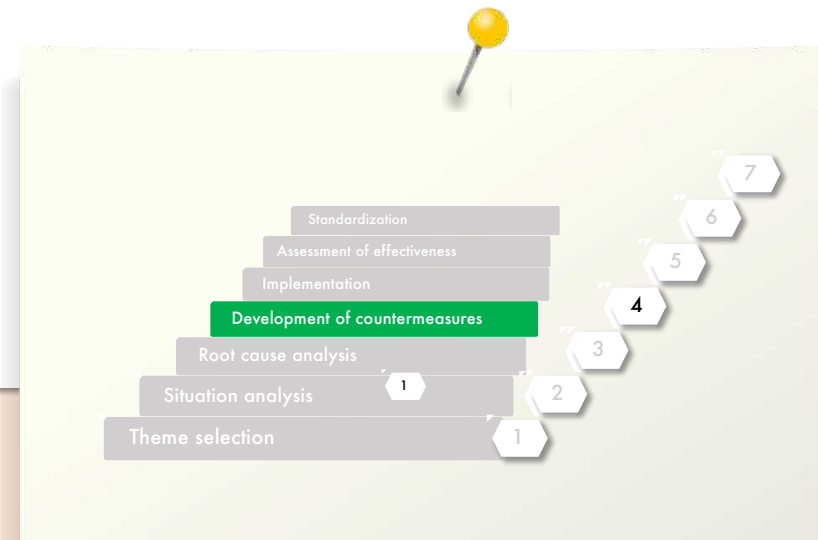 7
Standardization 6
Assessment of effectiveness 5
Implementation
Development of countermeasures 4
Root cause analysis 3
1
Situation analysis 2
Theme selection 1